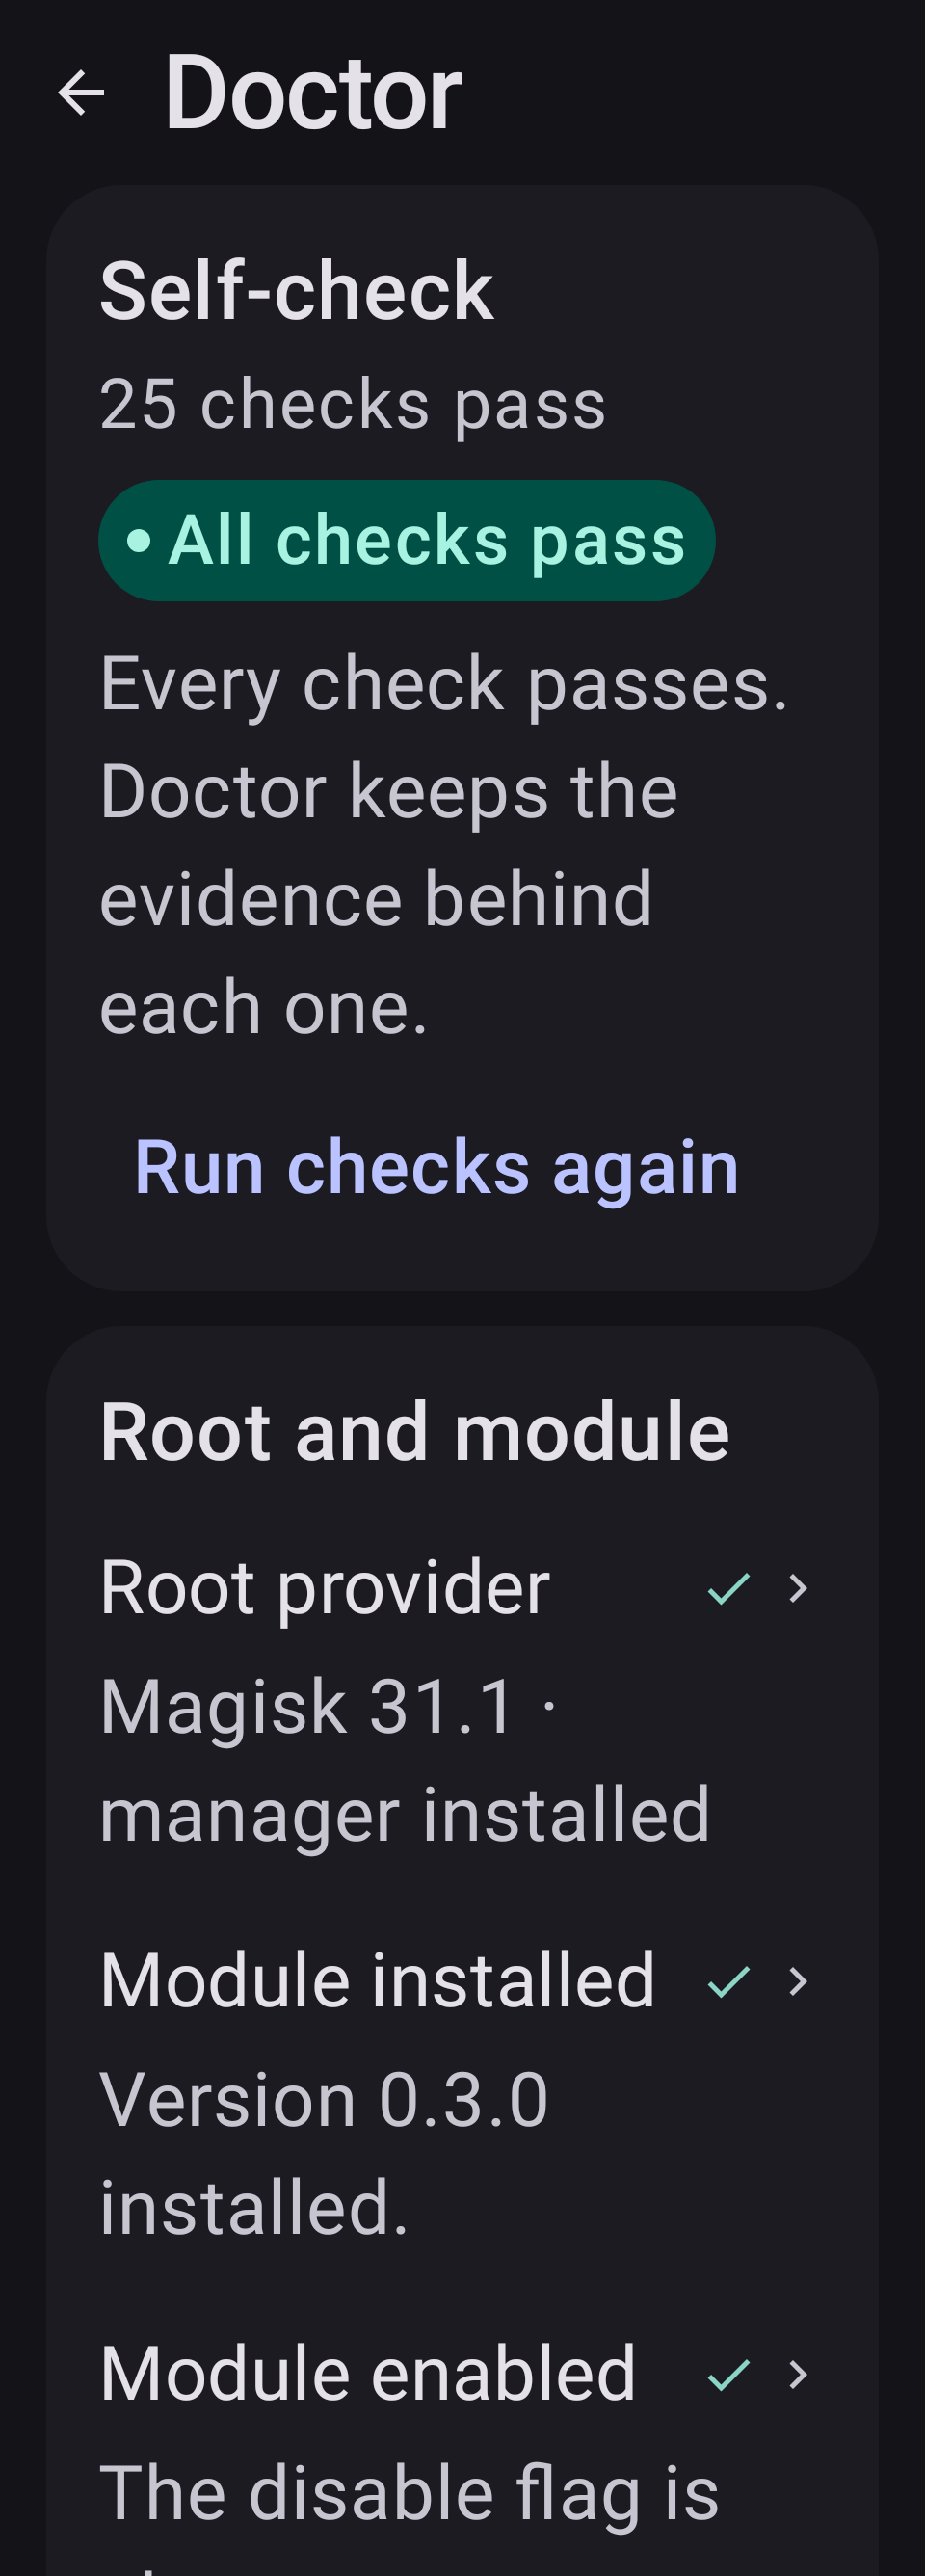 Doctor
Self-check
25 checks pass
All checks pass
Every check passes.
Doctor keeps the
evidence behind
each one.
Run checks again
Root and module
Root provider
Magisk 31.1 ·
manager installed
Module installed
Version 0.3.0
installed.
Module enabled
The disable flag is